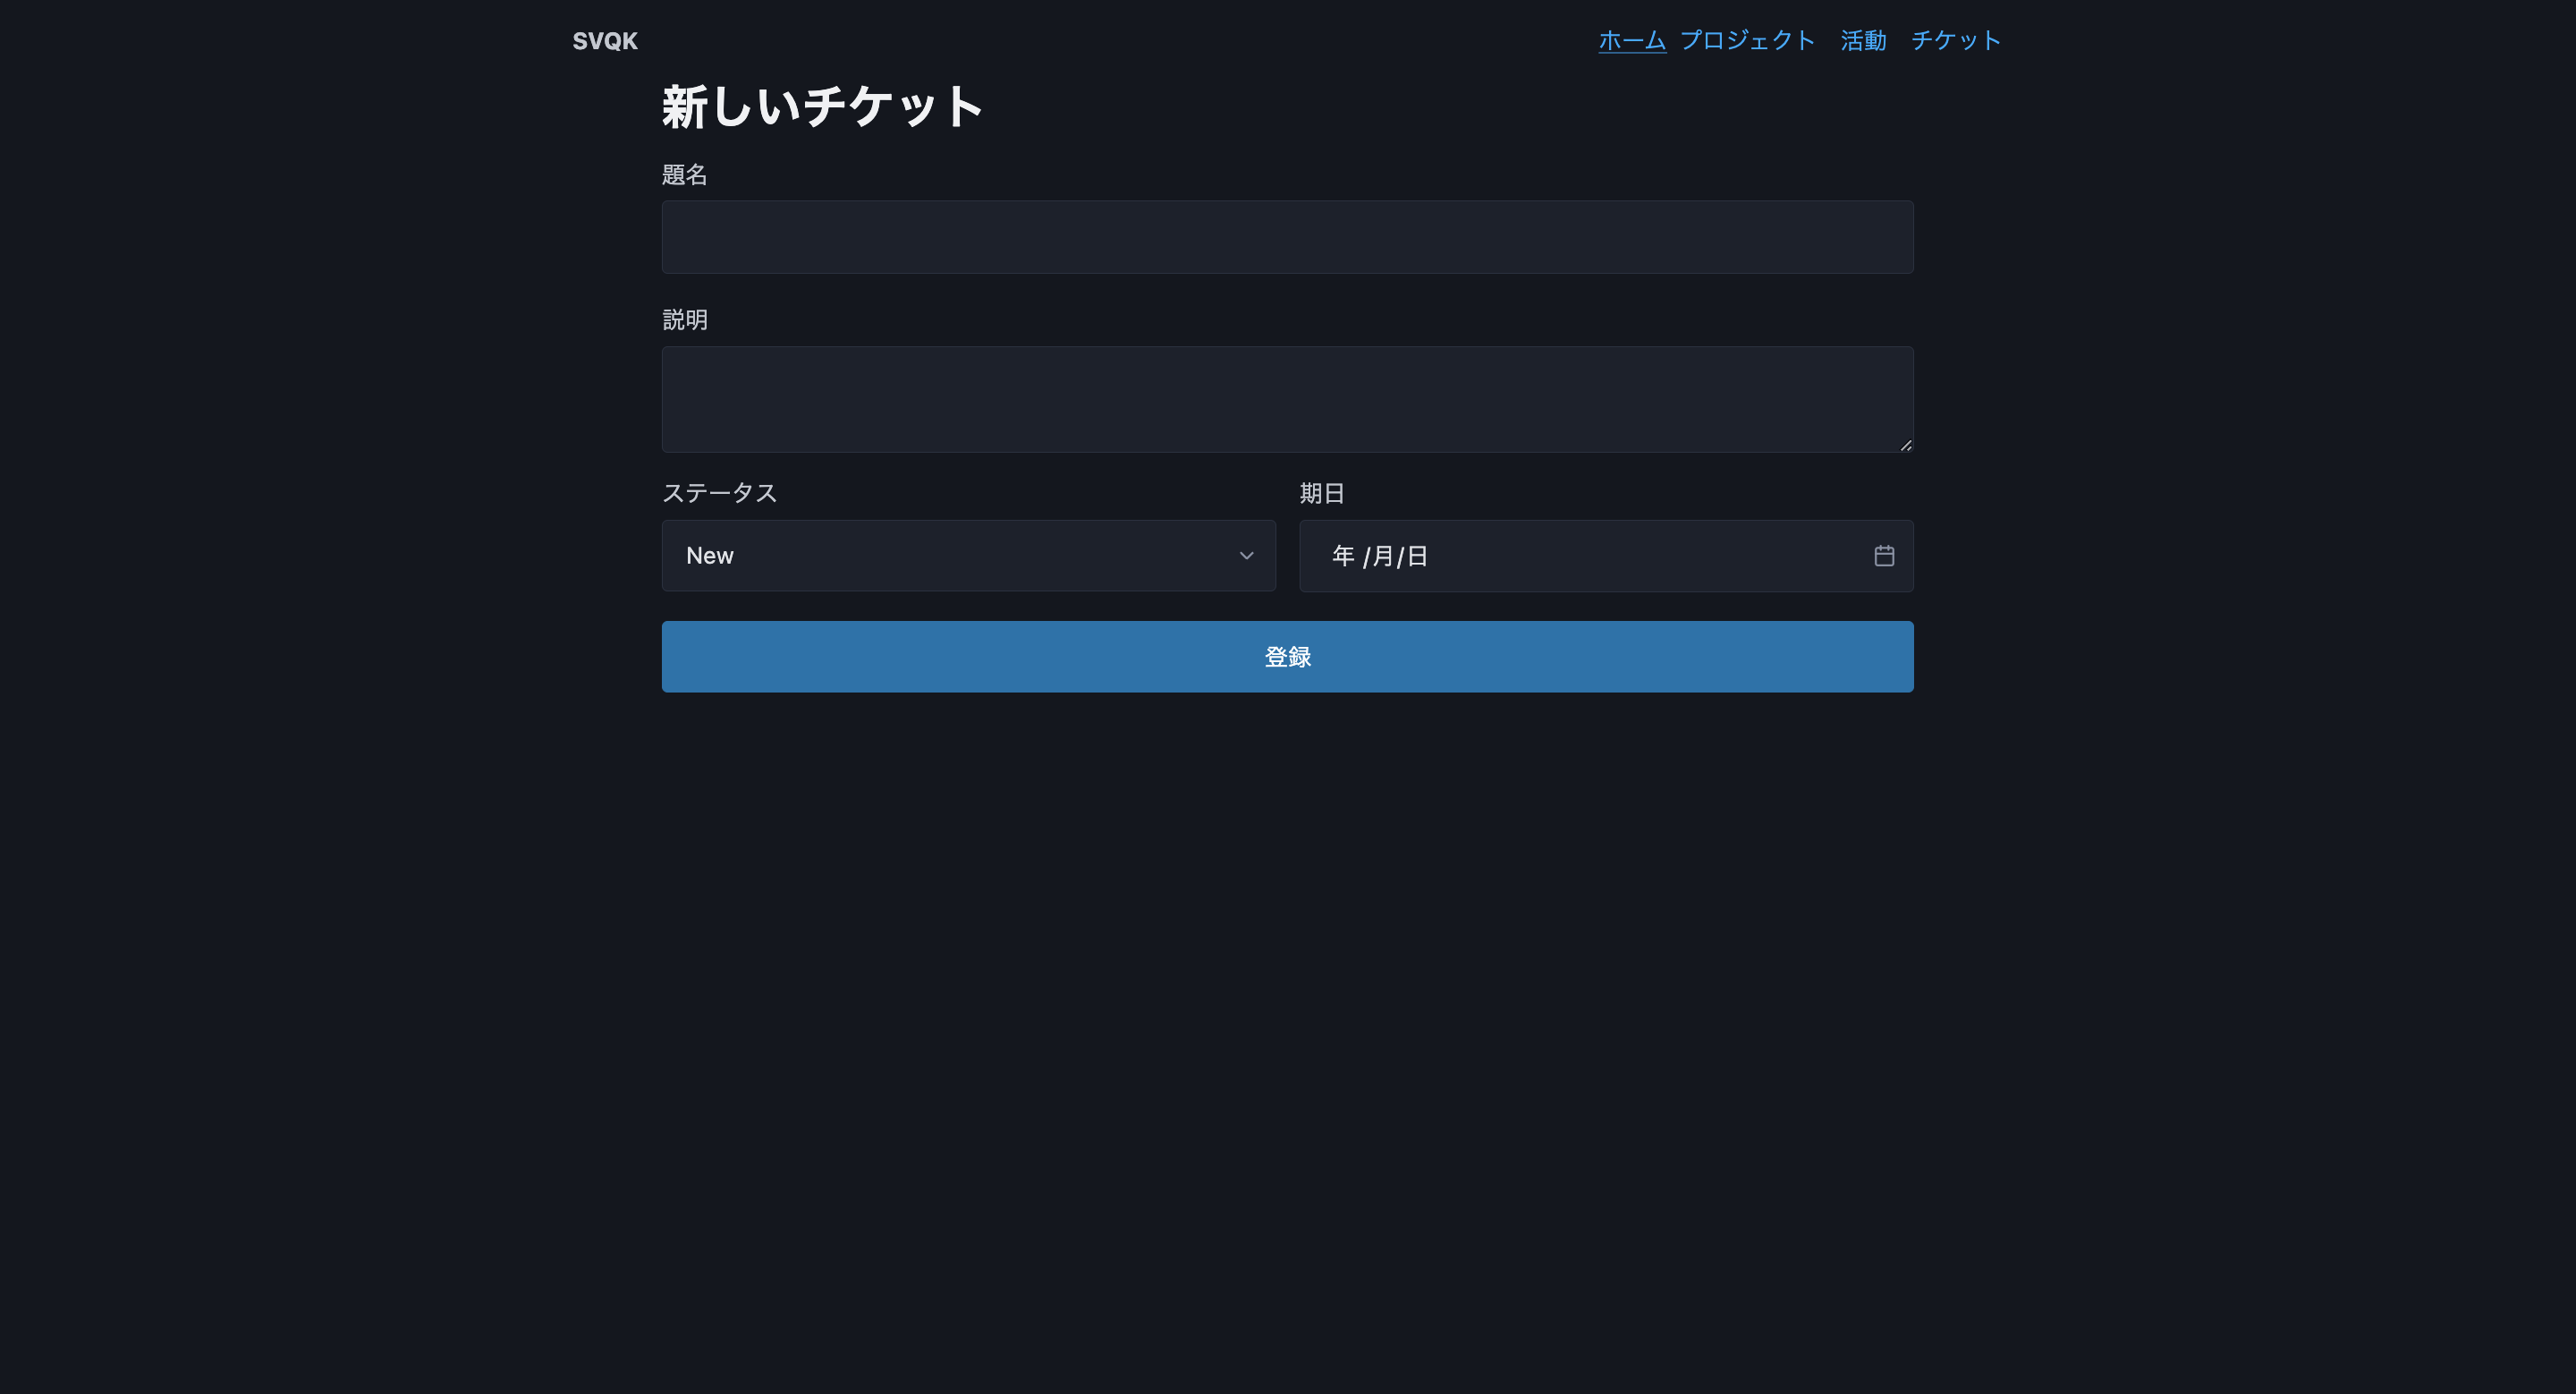 SVQK
ホーム プロジェクト 活動 チケット
新しいチケット
題名
説明
ステータス 期日
New 年 /月/日
登録